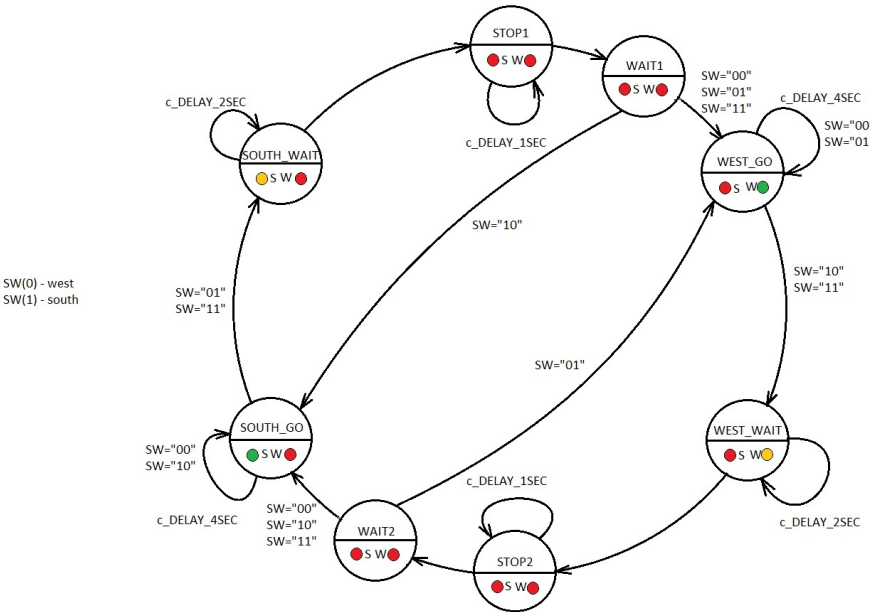 STOP1
S W
WAIT1
S W
SW="00"
SW="01"
SW="11"
c_DELAY_4SEC
SW="00
SW="01
c_DELAY_2SEC
c_DELAY_1SEC
SOUTH_WAIT
S W
WEST_GO
S W
SW="10"
SW(0) - west
SW(1) - south
SW="01"
SW="11"
SW="10"
SW="11"
SW="01"
SOUTH_GO
S W
WEST_WAIT
S W
SW="00"
SW="10"
c_DELAY_4SEC
SW="00"
SW="10"
SW="11"
c_DELAY_1SEC
c_DELAY_2SEC
WAIT2
S W
STOP2
S W